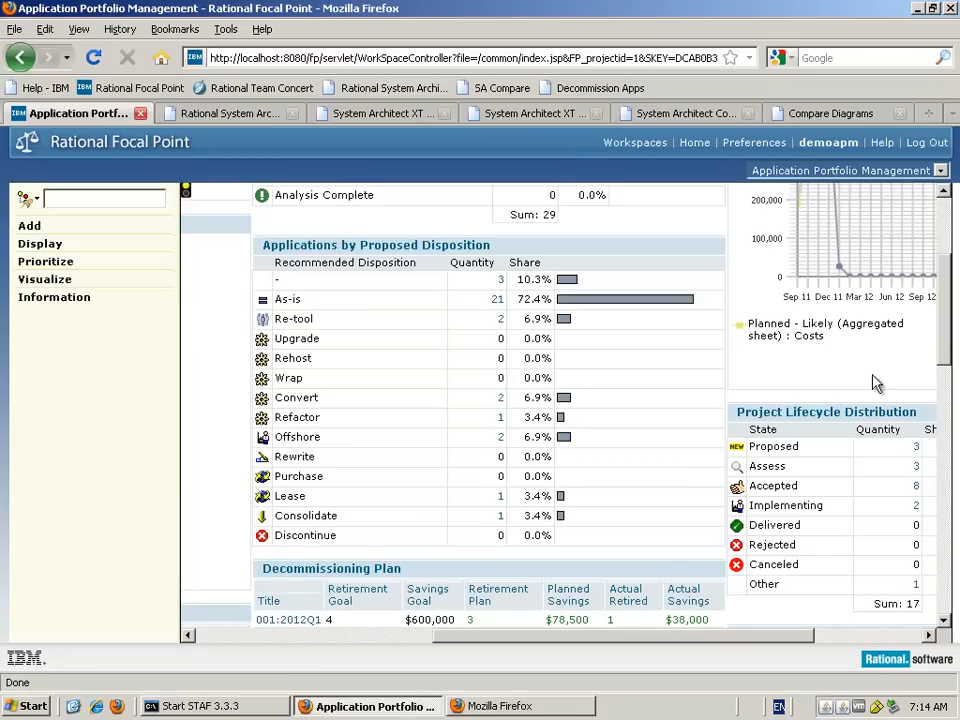 Application Portfolio Management - Rational Focal Point - Mozilla Firefox
File Edit View History Bookmarks Tools Help
IBM http://localhost:8080/fp/servlet/WorkSpaceController?file=/common/index.jsp&FP_projectid=1&SKEY=DCAB0B3 Google
Help - IBM IBM Rational Focal Point Rational Team Concert Rational System Archi... SA Compare Decommission Apps
IBM Application Portf... Rational System Arc... System Architect XT ... System Architect XT ... System Architect Co... Compare Diagrams
Rational Focal Point Workspaces | Home | Preferences | demoapm | Help | Log Out
Application Portfolio Management
Add
Display
Prioritize
Visualize
Information
Analysis Complete 0 0.0%
Sum: 29
Applications by Proposed Disposition
Recommended Disposition Quantity Share
- 3 10.3%
As-is 21 72.4%
Re-tool 2 6.9%
Upgrade 0 0.0%
Rehost 0 0.0%
Wrap 0 0.0%
Convert 2 6.9%
Refactor 1 3.4%
Offshore 2 6.9%
Rewrite 0 0.0%
Purchase 0 0.0%
Lease 1 3.4%
Consolidate 1 3.4%
Discontinue 0 0.0%
Decommissioning Plan
Title Retirement Goal Savings Goal Retirement Plan Planned Savings Actual Retired Actual Savings
001:2012Q1 4 $600,000 3 $78,500 1 $38,000
200,000
100,000
0
Sep 11 Dec 11 Mar 12 Jun 12 Sep 12
Planned - Likely (Aggregated
sheet) : Costs
Project Lifecycle Distribution
State Quantity Sh
NEW Proposed 3
Assess 3
Accepted 8
Implementing 2
Delivered 0
Rejected 0
Canceled 0
Other 1
Sum: 17
IBM. Rational. software
Done
Start Start STAF 3.3.3 Application Portfolio ... Mozilla Firefox EN 7:14 AM